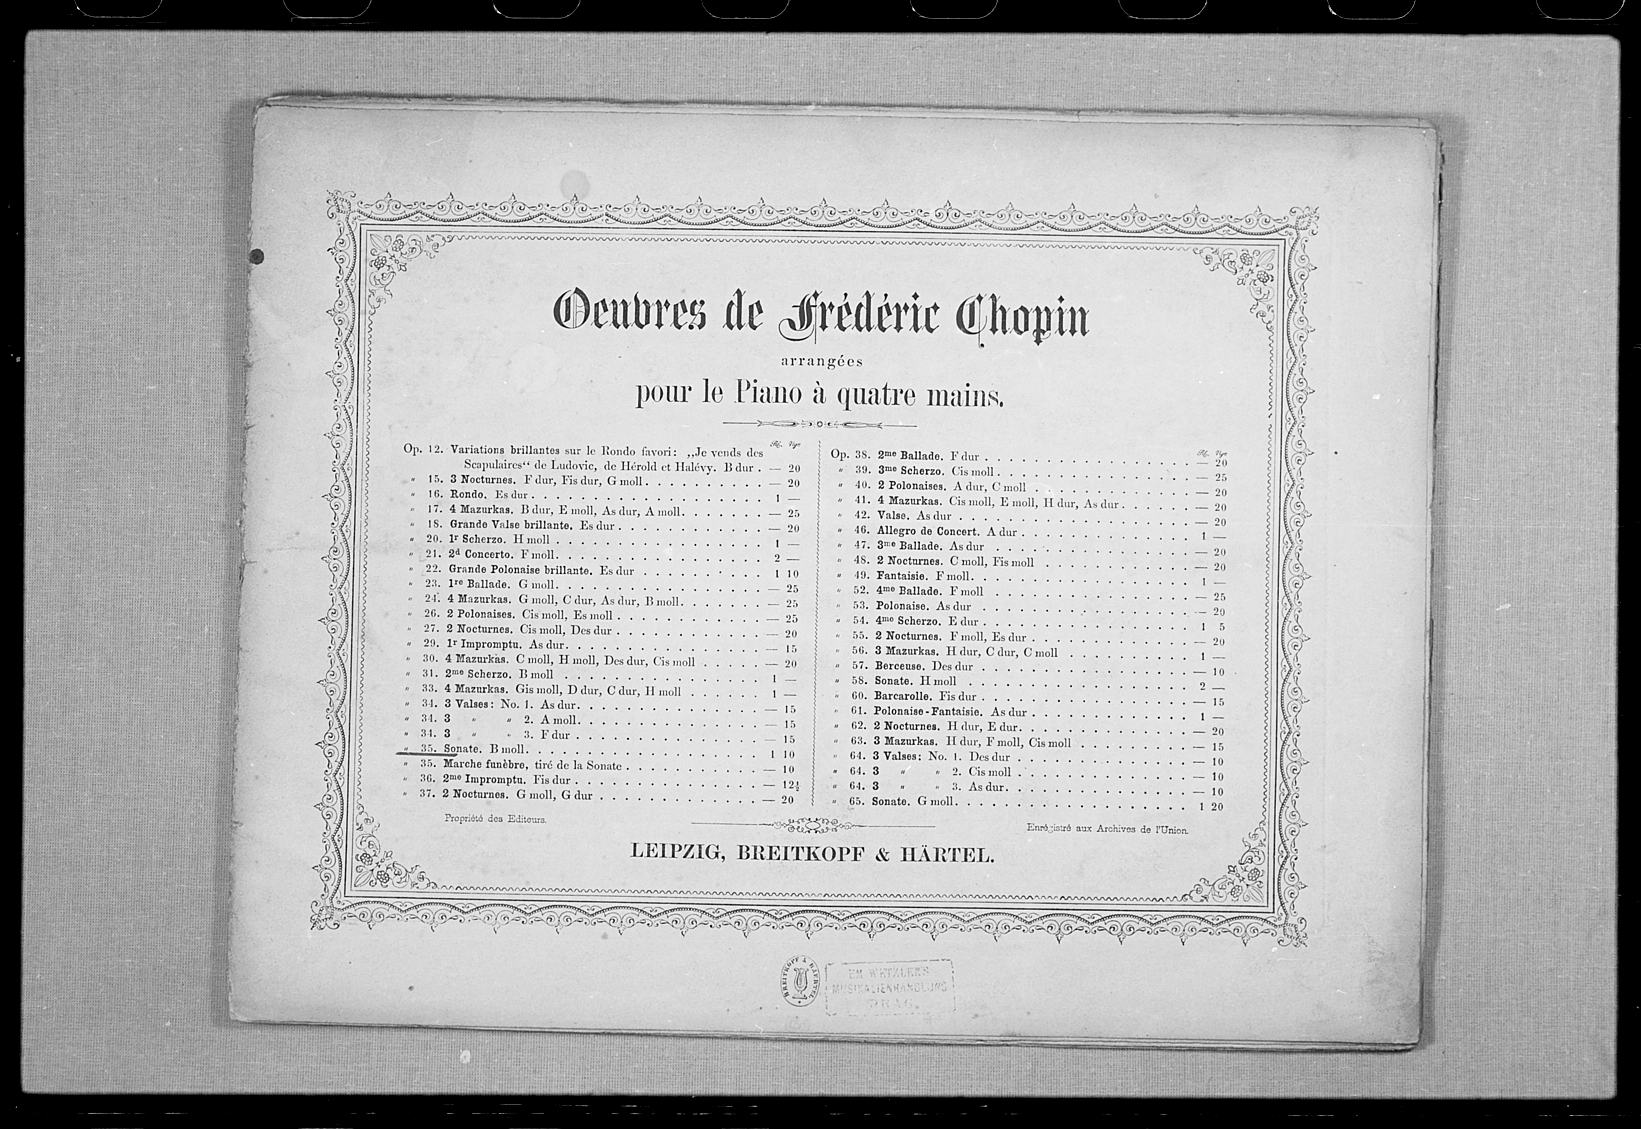 Oeuvres de Frédéric Chopin
arrangées
pour le Piano à quatre mains.
Op. 12. Variations brillantes sur le Rondo favori: „Je vends des
Scapulaires“ de Ludovic, de Hérold et Halévy. B dur . — 20
„ 15. 3 Nocturnes. F dur, Fis dur, G moll . . . — 20
„ 16. Rondo. Es dur . . . 1 —
„ 17. 4 Mazurkas. B dur, E moll, As dur, A moll . . . — 25
„ 18. Grande Valse brillante. Es dur . . . — 20
„ 20. 1r Scherzo. H moll . . . 1 —
„ 21. 2d Concerto. F moll . . . 2 —
„ 22. Grande Polonaise brillante. Es dur . . . 1 10
„ 23. 1re Ballade. G moll . . . — 25
„ 24. 4 Mazurkas. G moll, C dur, As dur, B moll . . . — 25
„ 26. 2 Polonaises. Cis moll, Es moll . . . — 25
„ 27. 2 Nocturnes. Cis moll, Des dur . . . — 20
„ 29. 1r Impromptu. As dur . . . — 15
„ 30. 4 Mazurkas. C moll, H moll, Des dur, Cis moll . . . — 20
„ 31. 2me Scherzo. B moll . . . 1 —
„ 33. 4 Mazurkas. Gis moll, D dur, C dur, H moll . . . 1 —
„ 34. 3 Valses: No. 1. As dur . . . — 15
„ 34. 3 „ „ 2. A moll . . . — 15
„ 34. 3 „ „ 3. F dur . . . — 15
„ 35. Sonate. B moll . . . 1 10
„ 35. Marche funèbre, tiré de la Sonate . . . — 10
„ 36. 2me Impromptu. Fis dur . . . — 12½
„ 37. 2 Nocturnes. G moll, G dur . . . — 20
Op. 38. 2me Ballade. F dur . . . — 20
„ 39. 3me Scherzo. Cis moll . . . — 25
„ 40. 2 Polonaises. A dur, C moll . . . — 20
„ 41. 4 Mazurkas. Cis moll, E moll, H dur, As dur . . . — 20
„ 42. Valse. As dur . . . — 20
„ 46. Allegro de Concert. A dur . . . 1 —
„ 47. 3me Ballade. As dur . . . — 20
„ 48. 2 Nocturnes. C moll, Fis moll . . . — 20
„ 49. Fantaisie. F moll . . . 1 —
„ 52. 4me Ballade. F moll . . . — 25
„ 53. Polonaise. As dur . . . — 20
„ 54. 4me Scherzo. E dur . . . 1 5
„ 55. 2 Nocturnes. F moll, Es dur . . . — 20
„ 56. 3 Mazurkas. H dur, C dur, C moll . . . 1 —
„ 57. Berceuse. Des dur . . . — 10
„ 58. Sonate. H moll . . . 2 —
„ 60. Barcarolle. Fis dur . . . — 15
„ 61. Polonaise-Fantaisie. As dur . . . 1 —
„ 62. 2 Nocturnes. H dur, E dur . . . — 20
„ 63. 3 Mazurkas. H dur, F moll, Cis moll . . . — 15
„ 64. 3 Valses: No. 1. Des dur . . . — 10
„ 64. 3 „ „ 2. Cis moll . . . — 10
„ 64. 3 „ „ 3. As dur . . . — 10
„ 65. Sonate. G moll . . . 1 20
Propriété des Editeurs.
Enrégistré aux Archives de l'Union.
LEIPZIG, BREITKOPF & HÄRTEL.
BREITKOPF & HÄRTEL
EM WETZLER'S
MUSIKALIENHANDLUNG
PRAG.